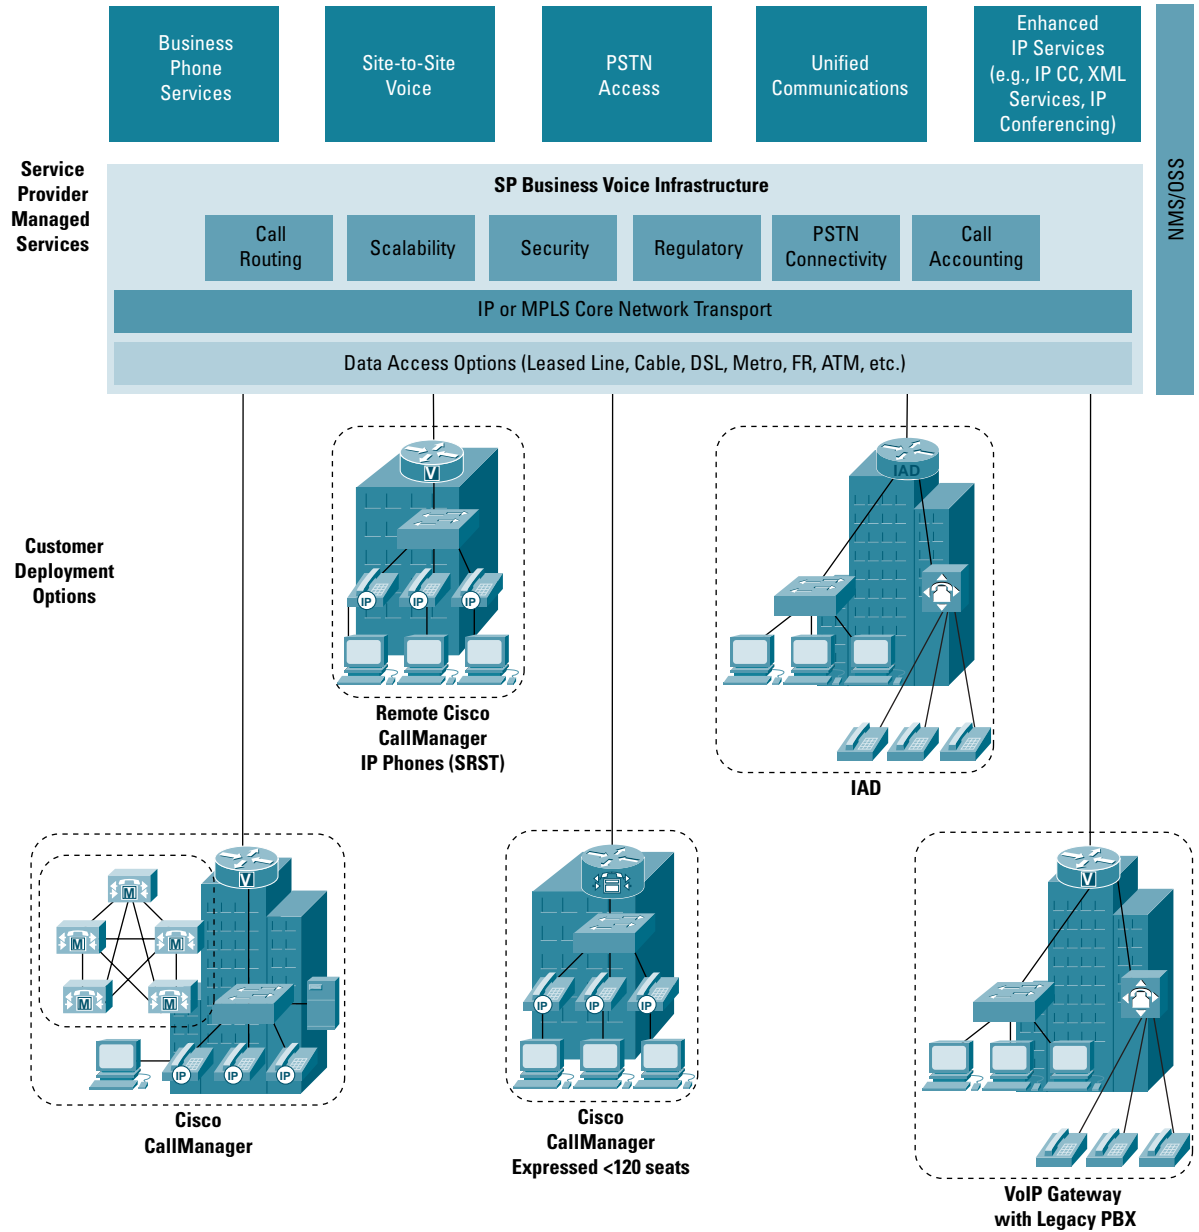 Business
Phone
Services
Site-to-Site
Voice
PSTN
Access
Unified
Communications
Enhanced
IP Services
(e.g., IP CC, XML
Services, IP
Conferencing)
NMS/OSS
Service
Provider
Managed
Services
SP Business Voice Infrastructure
Call
Routing
Scalability
Security
Regulatory
PSTN
Connectivity
Call
Accounting
IP or MPLS Core Network Transport
Data Access Options (Leased Line, Cable, DSL, Metro, FR, ATM, etc.)
Customer
Deployment
Options
V
IP
IP
IP
Remote Cisco
CallManager
IP Phones (SRST)
IAD
IAD
M
M
M
M
M
V
IP
IP
IP
Cisco
CallManager
IP
IP
IP
Cisco
CallManager
Expressed <120 seats
V
VoIP Gateway
with Legacy PBX